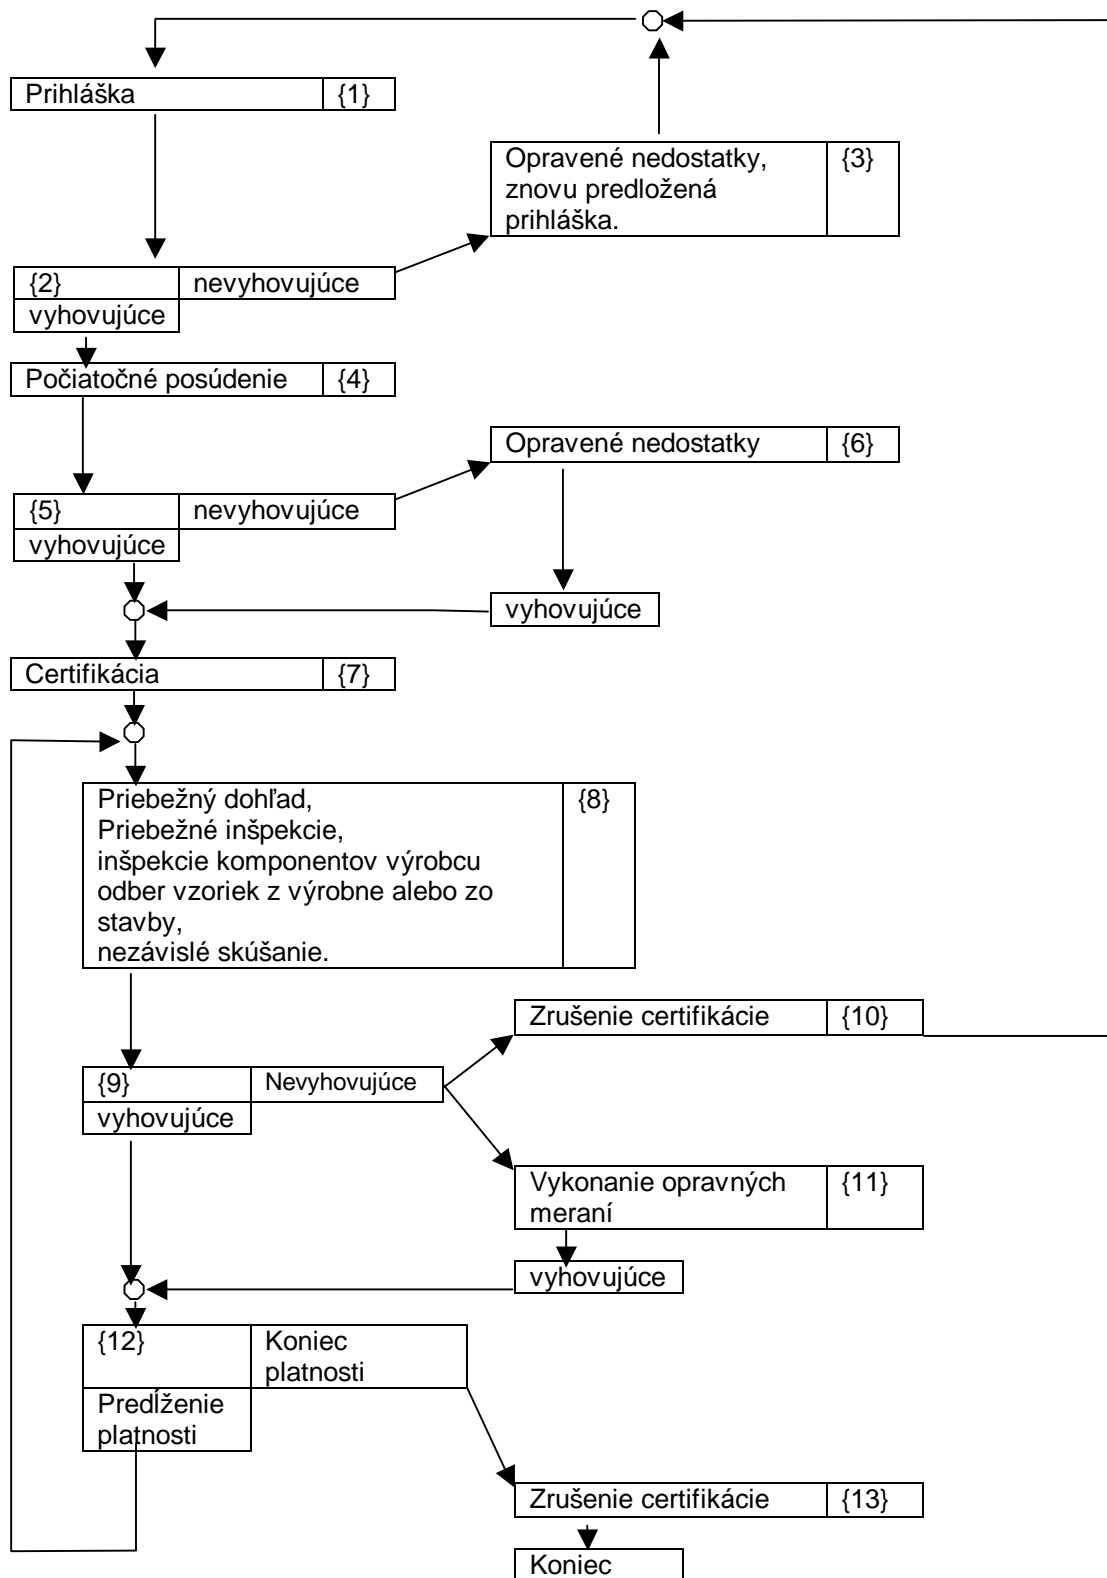 Prihláška {1}
Opravené nedostatky, {3}
znovu predložená
prihláška.
{2} nevyhovujúce
vyhovujúce
Počiatočné posúdenie {4}
Opravené nedostatky {6}
{5} nevyhovujúce
vyhovujúce
vyhovujúce
Certifikácia {7}
Priebežný dohľad, {8}
Priebežné inšpekcie,
inšpekcie komponentov výrobcu
odber vzoriek z výrobne alebo zo
stavby,
nezávislé skúšanie.
Zrušenie certifikácie {10}
{9} Nevyhovujúce
vyhovujúce
Vykonanie opravných {11}
meraní
vyhovujúce
{12} Koniec
platnosti
Predĺženie
platnosti
Zrušenie certifikácie {13}
Koniec